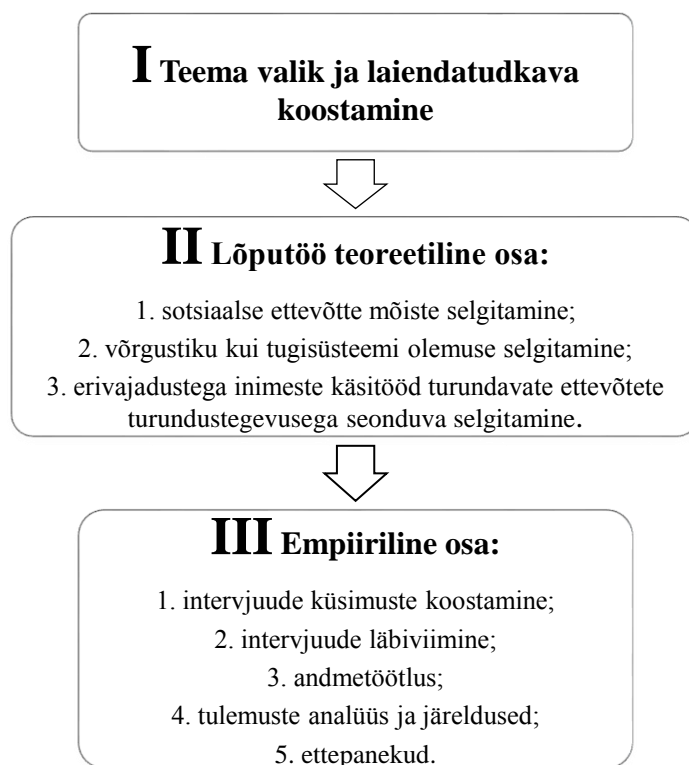 I Teema valik ja laiendatudkava
koostamine
II Lõputöö teoreetiline osa:
1. sotsiaalse ettevõtte mõiste selgitamine;
2. võrgustiku kui tugisüsteemi olemuse selgitamine;
3. erivajadustega inimeste käsitööd turundavate ettevõtete
turundustegevusega seonduva selgitamine.
III Empiiriline osa:
1. intervjuude küsimuste koostamine;
2. intervjuude läbiviimine;
3. andmetöötlus;
4. tulemuste analüüs ja järeldused;
5. ettepanekud.